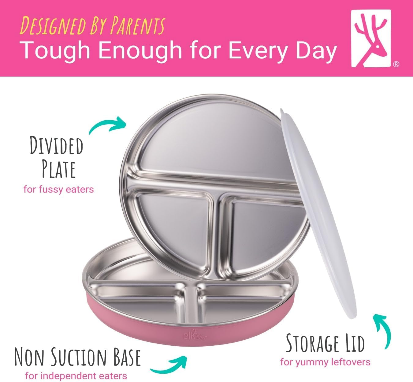 Designed By Parents
Tough Enough for Every Day
®
Divided
Plate
for fussy eaters
Non Suction Base
for independent eaters
Storage Lid
for yummy leftovers